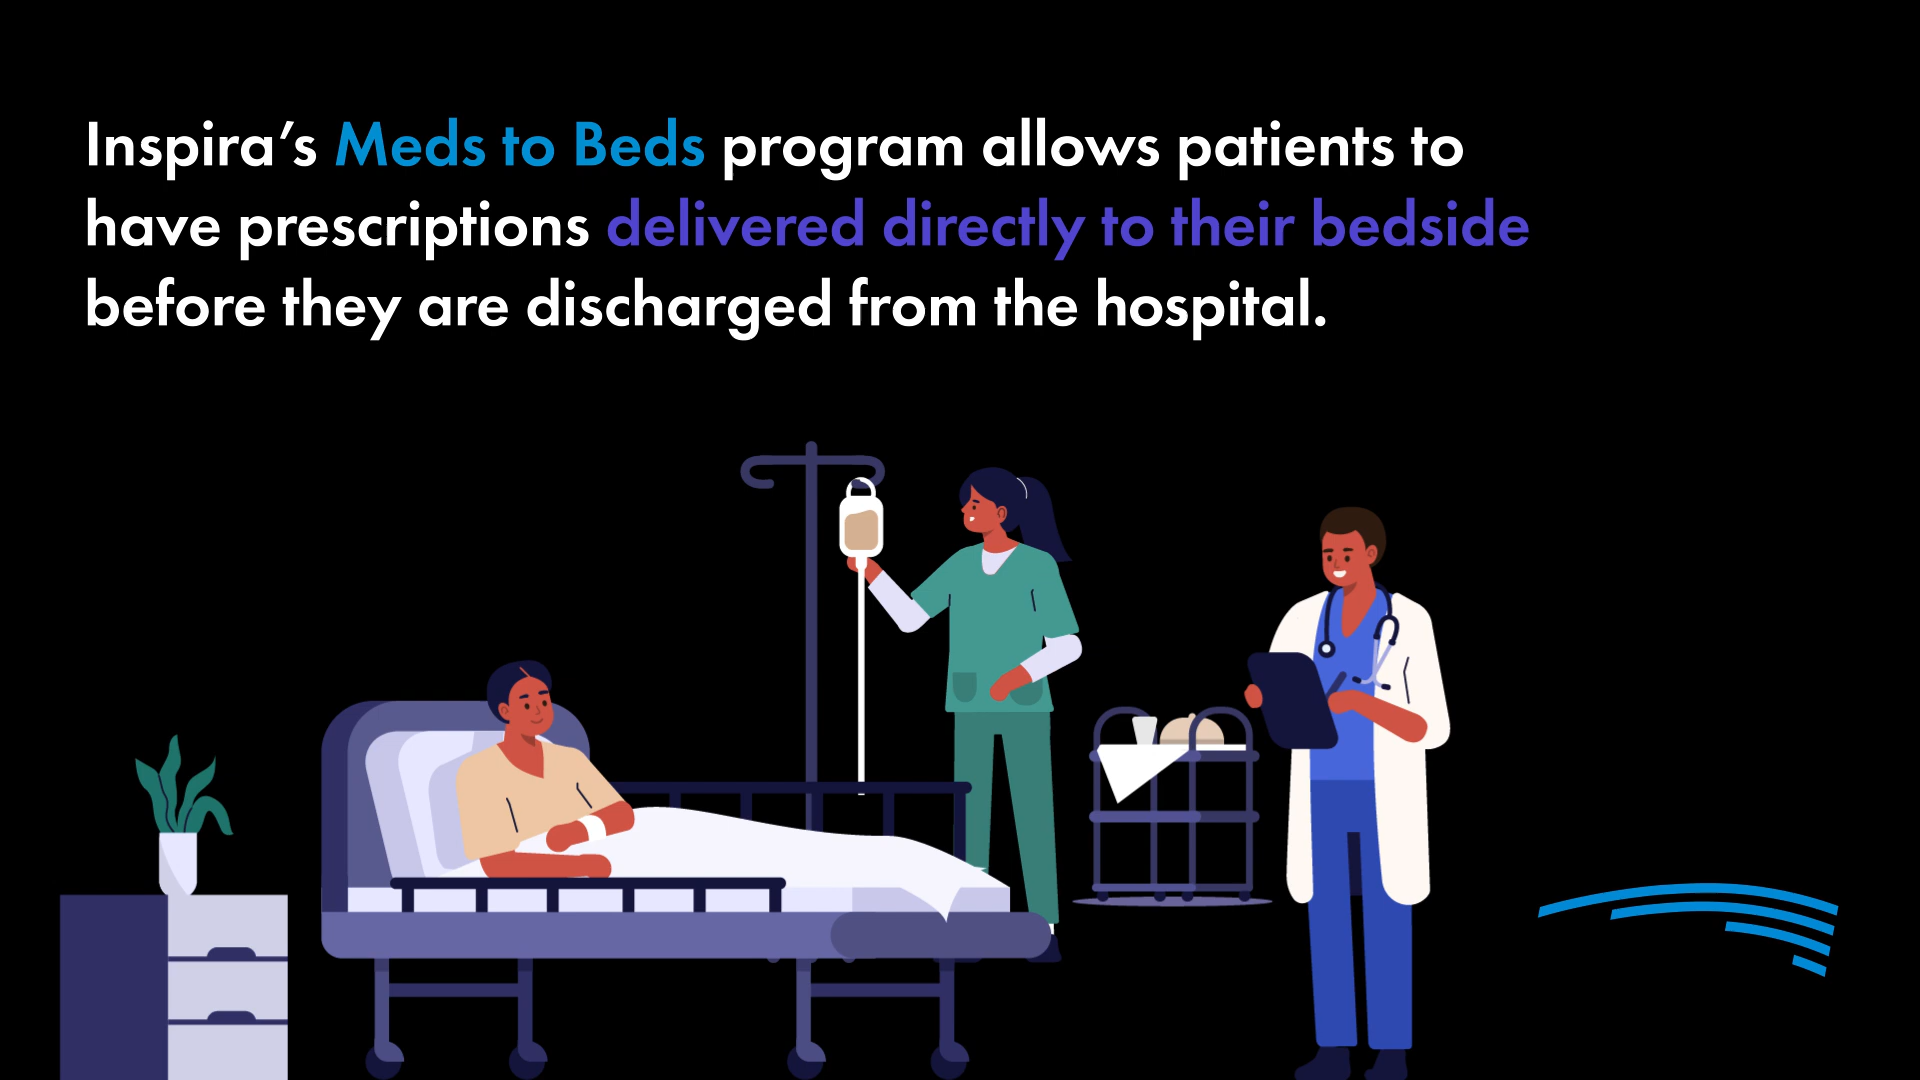 Inspira’s Meds to Beds program allows patients to
have prescriptions delivered directly to their bedside
before they are discharged from the hospital.